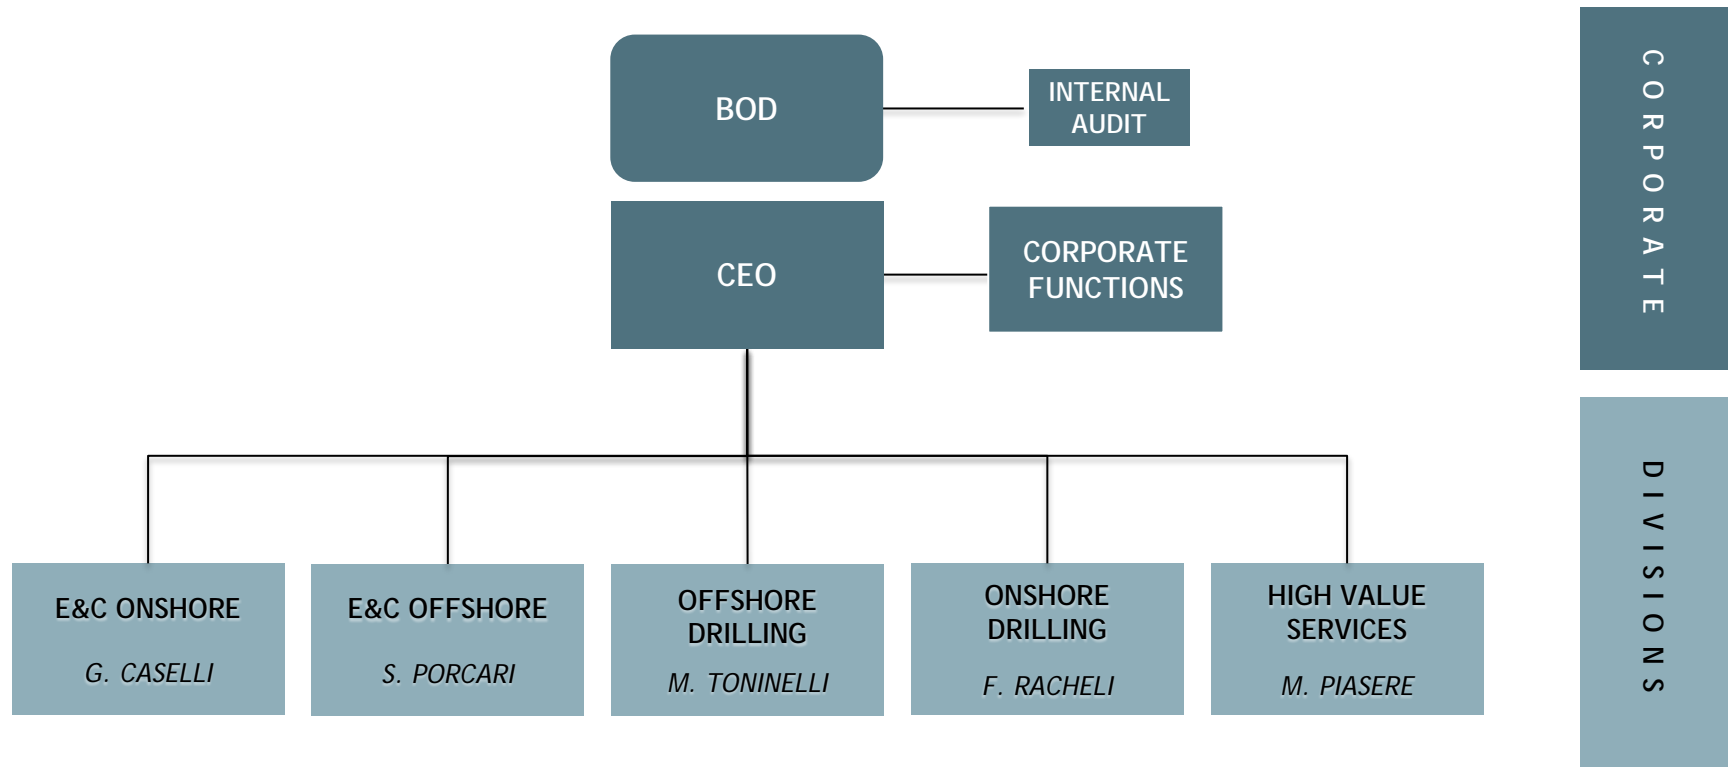 BOD
INTERNAL
AUDIT
CEO
CORPORATE
FUNCTIONS
E&C ONSHORE
G. CASELLI
E&C OFFSHORE
S. PORCARI
OFFSHORE
DRILLING
M. TONINELLI
ONSHORE
DRILLING
F. RACHELI
HIGH VALUE
SERVICES
M. PIASERE
CORPORATE
DIVISIONS